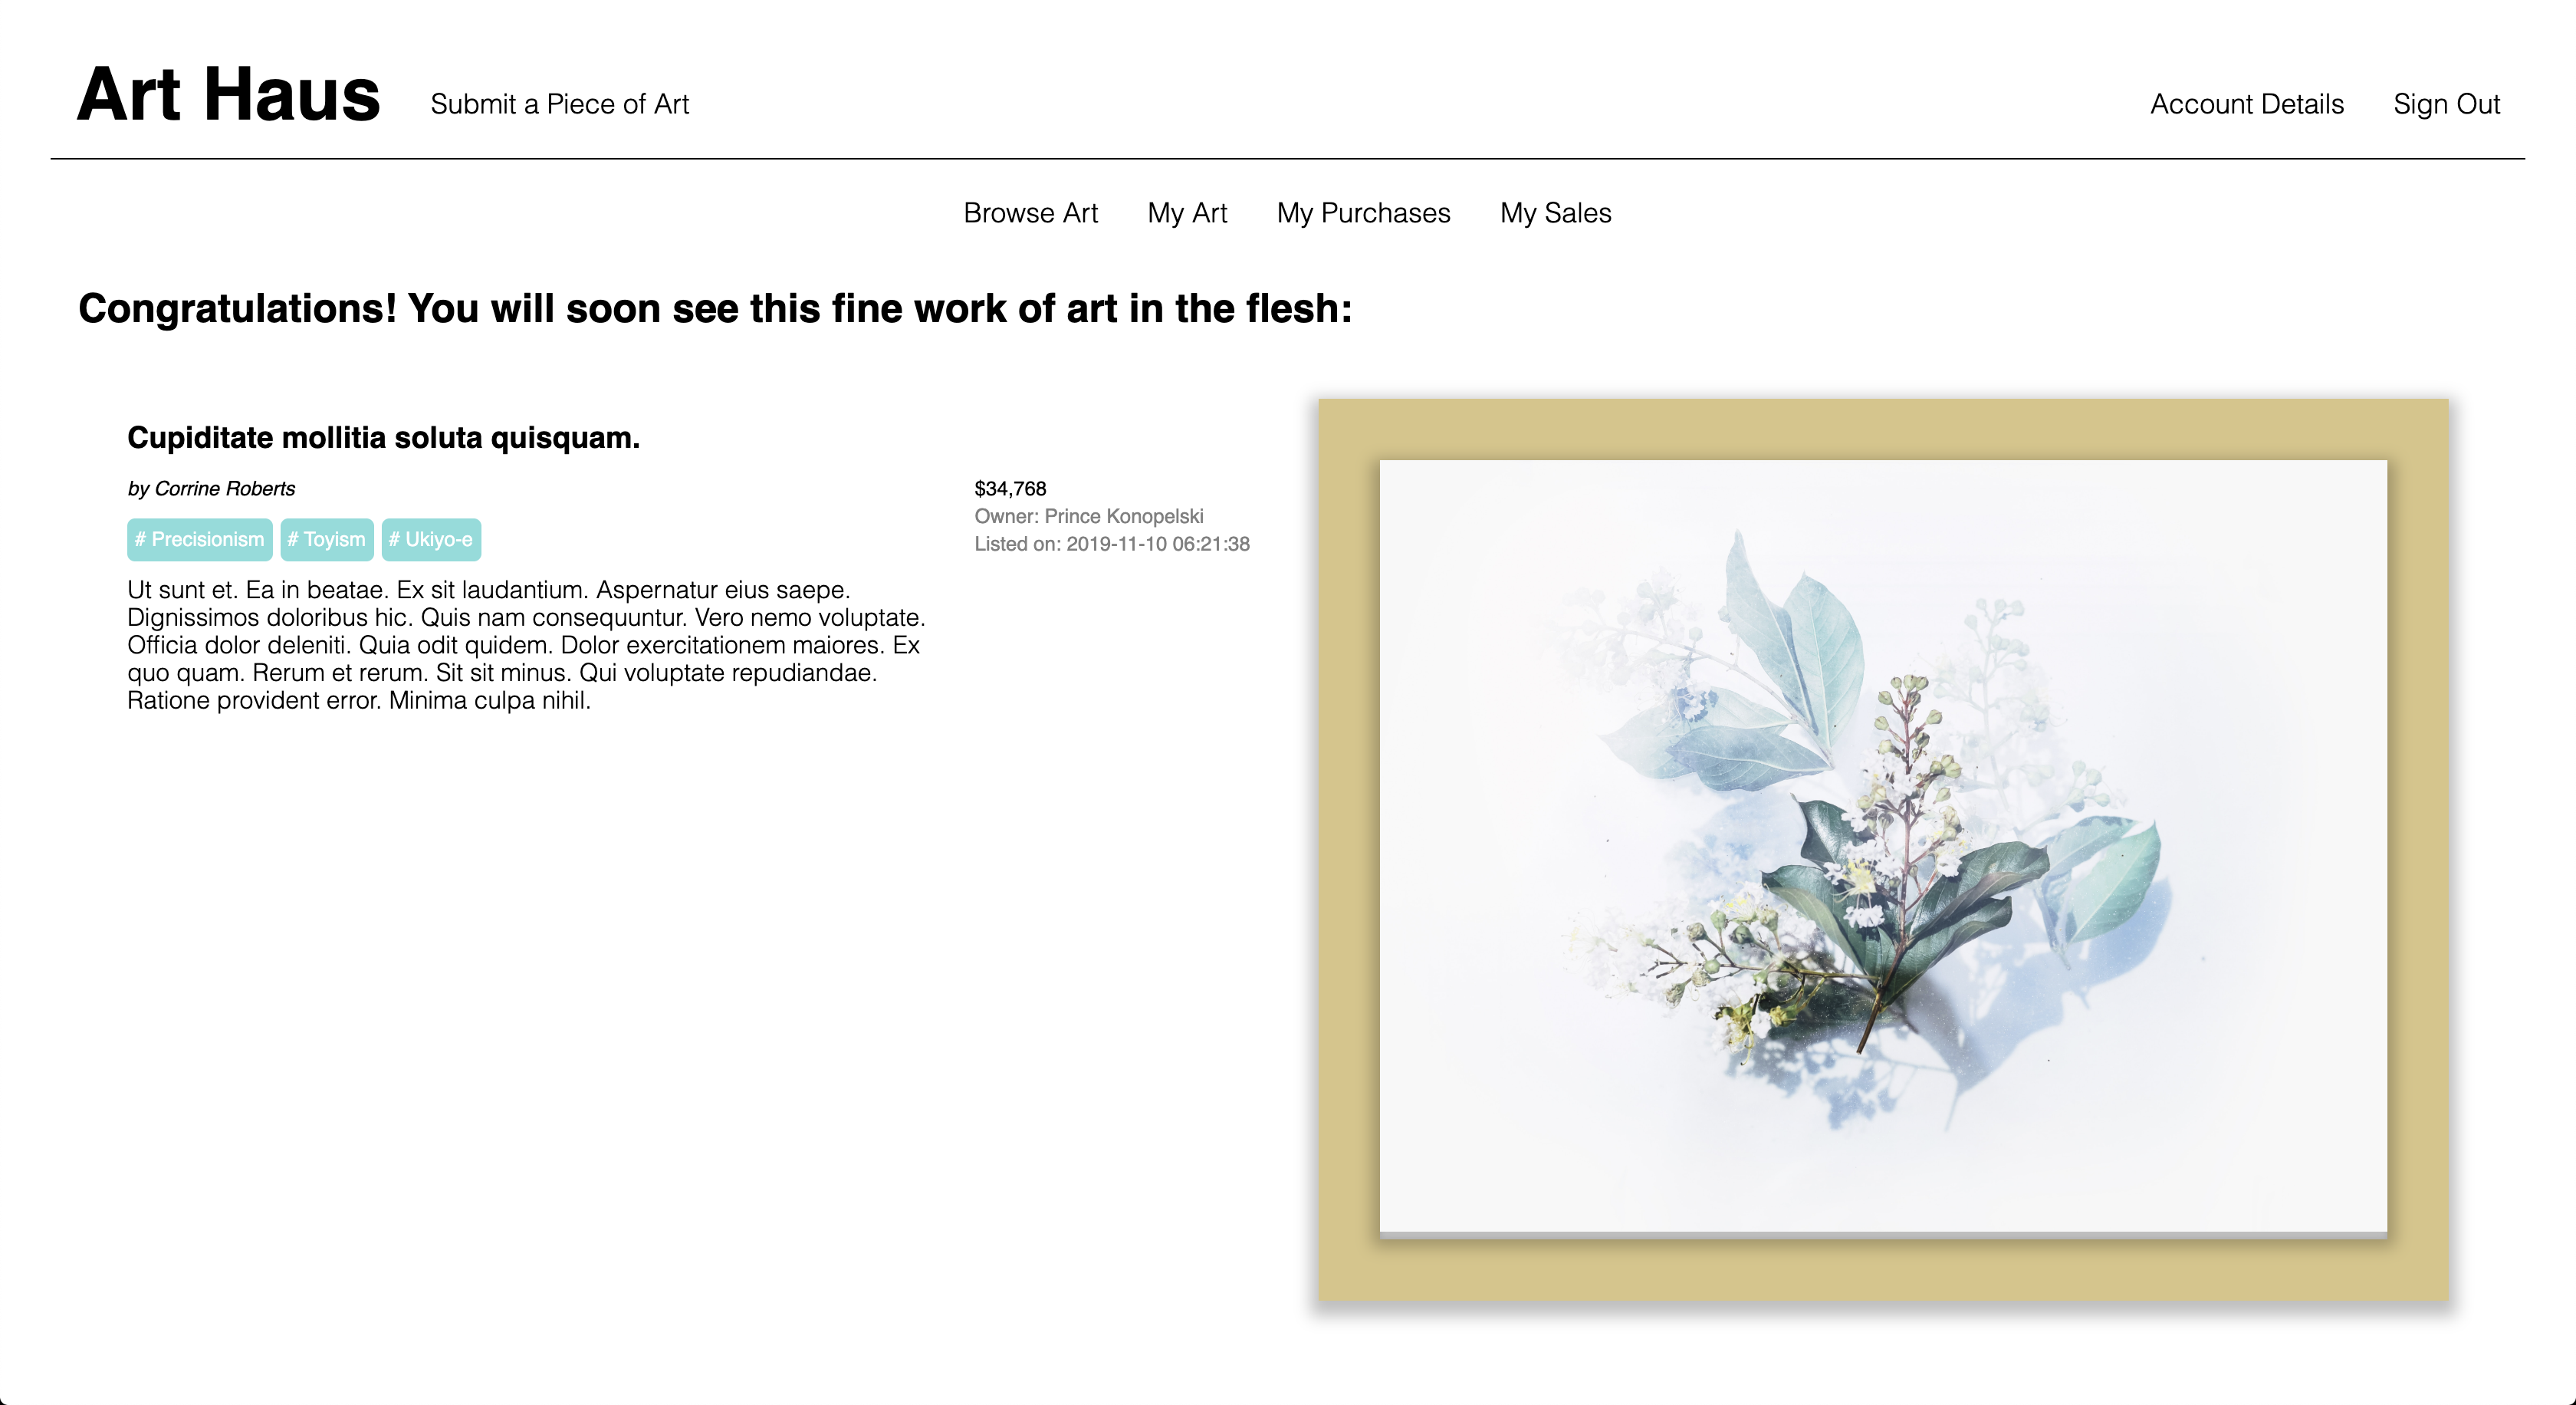 Art Haus
Submit a Piece of Art
Account Details
Sign Out
Browse Art
My Art
My Purchases
My Sales
Congratulations! You will soon see this fine work of art in the flesh:
Cupiditate mollitia soluta quisquam.
by Corrine Roberts
# Precisionism
# Toyism
# Ukiyo-e
Ut sunt et. Ea in beatae. Ex sit laudantium. Aspernatur eius saepe.
Dignissimos doloribus hic. Quis nam consequuntur. Vero nemo voluptate.
Officia dolor deleniti. Quia odit quidem. Dolor exercitationem maiores. Ex
quo quam. Rerum et rerum. Sit sit minus. Qui voluptate repudiandae.
Ratione provident error. Minima culpa nihil.
$34,768
Owner: Prince Konopelski
Listed on: 2019-11-10 06:21:38